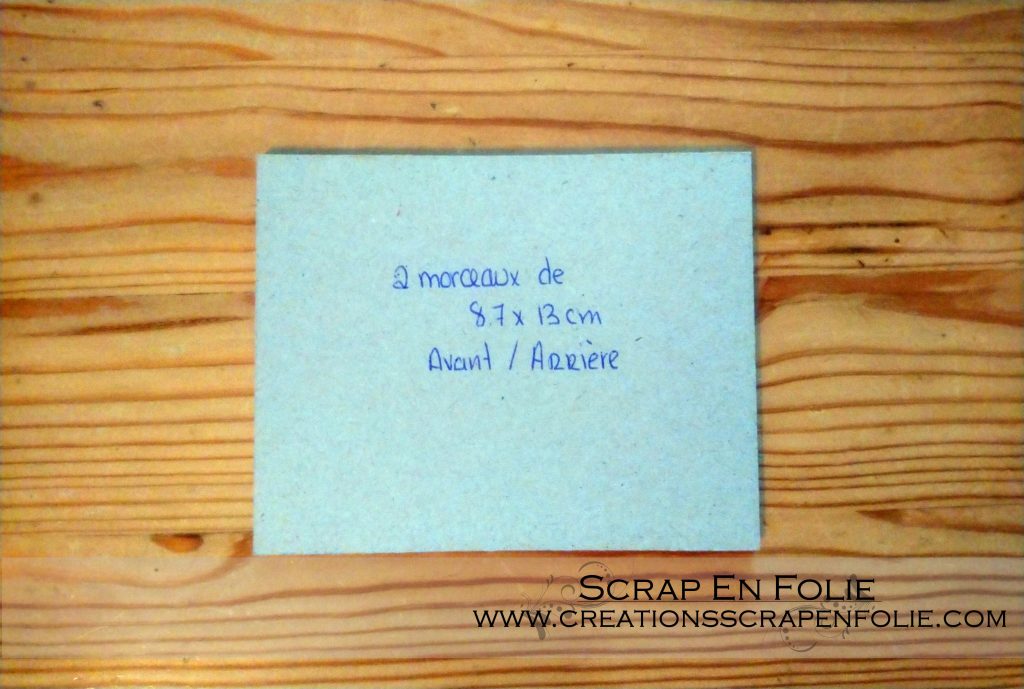 2 morceaux de
8.7 x 13 cm
Avant / Arrière
Scrap En Folie
www.creationsscrapenfolie.com